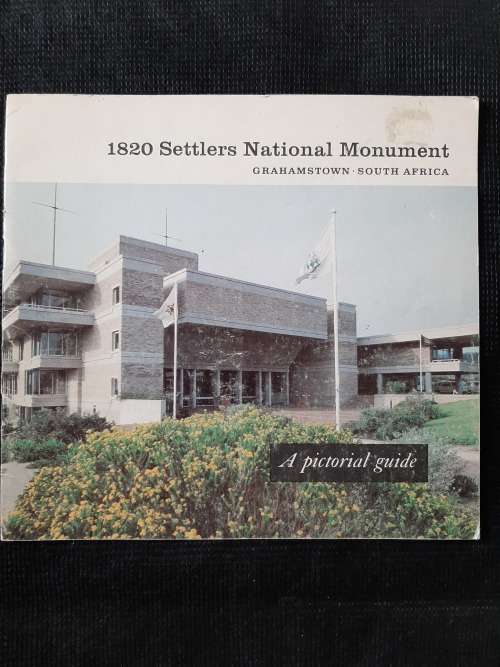 1820 Settlers National Monument
GRAHAMSTOWN · SOUTH AFRICA
A pictorial guide